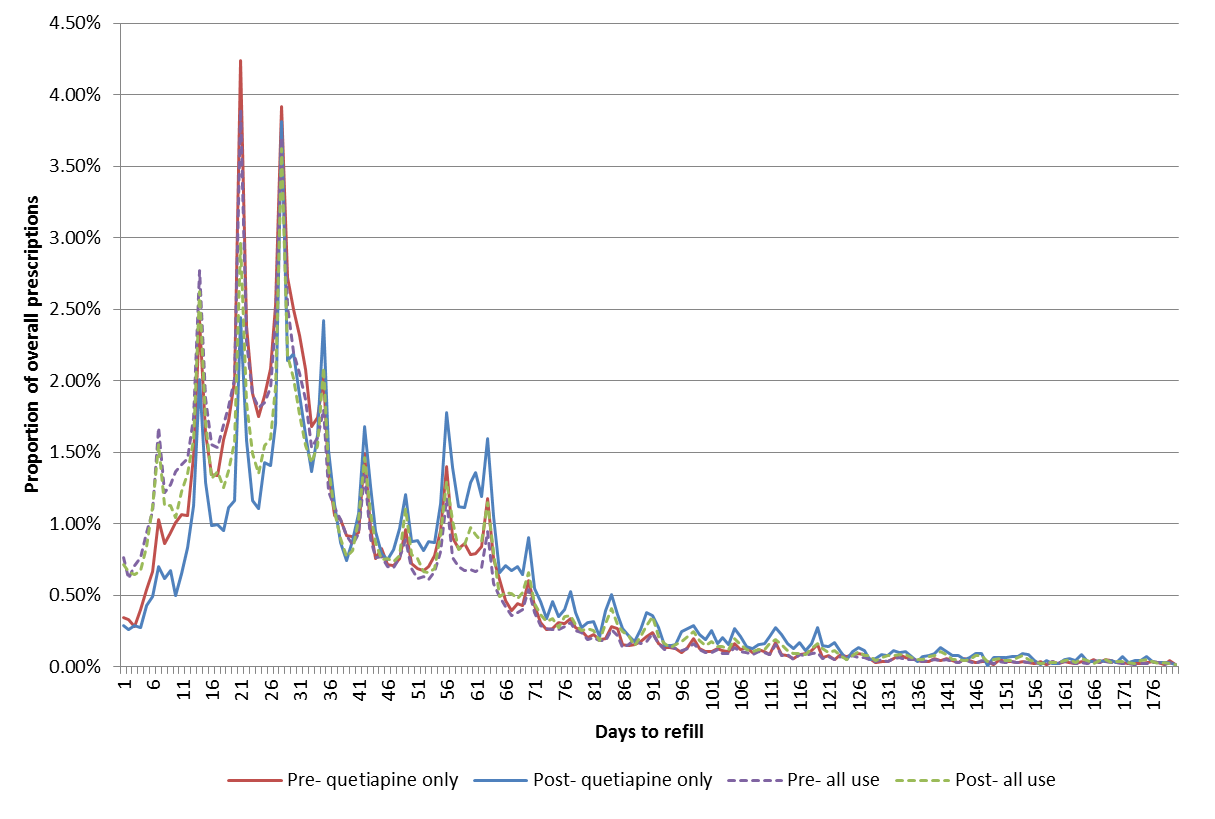 4.50%
4.00%
3.50%
3.00%
2.50%
2.00%
1.50%
1.00%
0.50%
0.00%
Proportion of overall prescriptions
1 6 11 16 21 26 31 36 41 46 51 56 61 66 71 76 81 86 91 96 101 106 111 116 121 126 131 136 141 146 151 156 161 166 171 176
Days to refill
Pre- quetiapine only Post- quetiapine only Pre- all use Post- all use